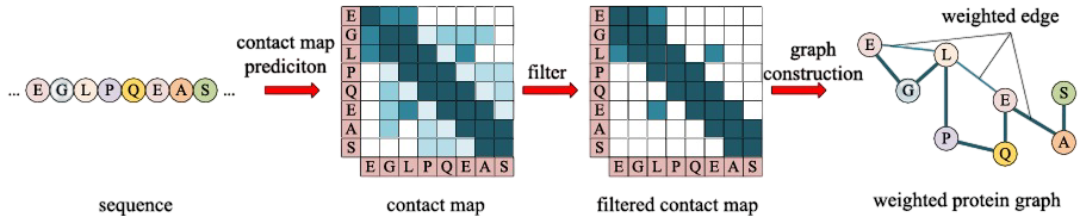 ... E G L P Q E A S ...
sequence
contact map
prediciton
E
G
L
P
Q
E
A
S
E G L P Q E A S
contact map
filter
E
G
L
P
Q
E
A
S
E G L P Q E A S
filtered contact map
graph
construction
weighted edge
E
L
G
E
S
P
Q
A
weighted protein graph